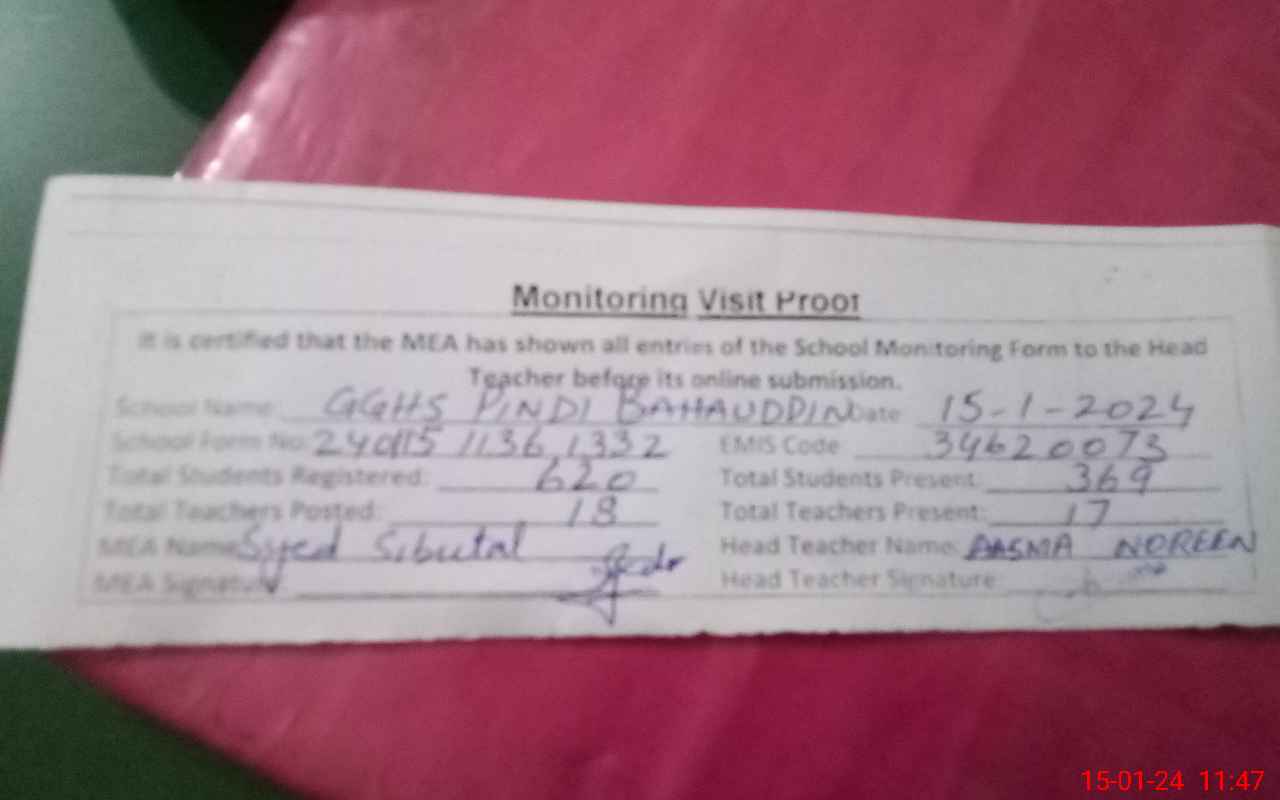 Monitoring Visit Proof
It is certified that the MEA has shown all entries of the School Monitoring Form to the Head
Teacher before its online submission.
School Name: GGHS PINDI BAHAUDDIN Date 15-1-2024
School Form No: 240115 1136 1332 EMIS Code 34620073
Total Students Registered: 620 Total Students Present: 369
Total Teachers Posted: 18 Total Teachers Present: 17
MEA Name: Syed Sibutal Head Teacher Name: AASMA NOREEN
MEA Signature: Head Teacher Signature:
15-01-24 11:47